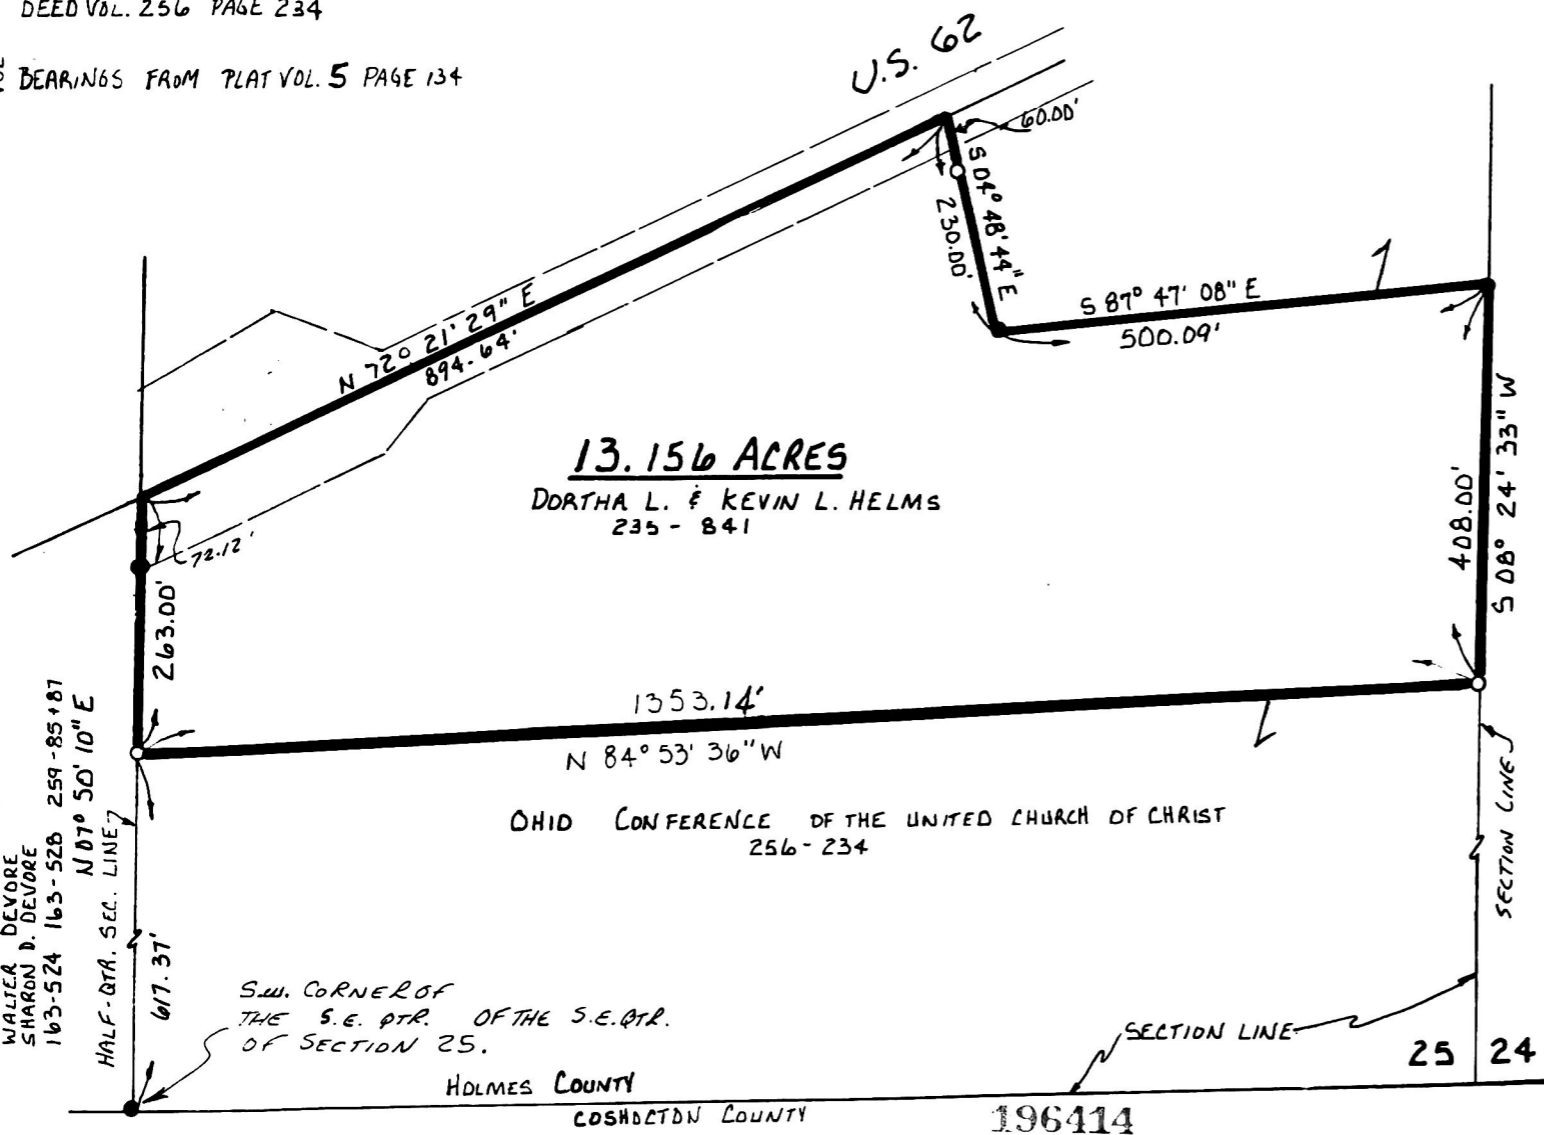 DEED VOL. 256 PAGE 234
BEARINGS FROM PLAT VOL. 5 PAGE 134
U.S. 62
60.00'
S 04° 48' 44" E
230.00'
S 87° 47' 08" E
500.09'
N 72° 21' 29" E
894.64'
13.156 ACRES
DORTHA L. & KEVIN L. HELMS
235 - 841
72.12'
263.00'
408.00'
S 08° 24' 33" W
1353.14'
N 84° 53' 36" W
OHIO CONFERENCE OF THE UNITED CHURCH OF CHRIST
256 - 234
WALTER DEVORE
SHARON D. DEVORE
163-524 163-528 259-85+87
N 07° 50' 10" E
HALF-QTR. SEC. LINE
617.37'
S.W. CORNER OF
THE S.E. QTR. OF THE S.E. QTR.
OF SECTION 25.
SECTION LINE
SECTION LINE
25 24
HOLMES COUNTY
COSHOCTON COUNTY
196414